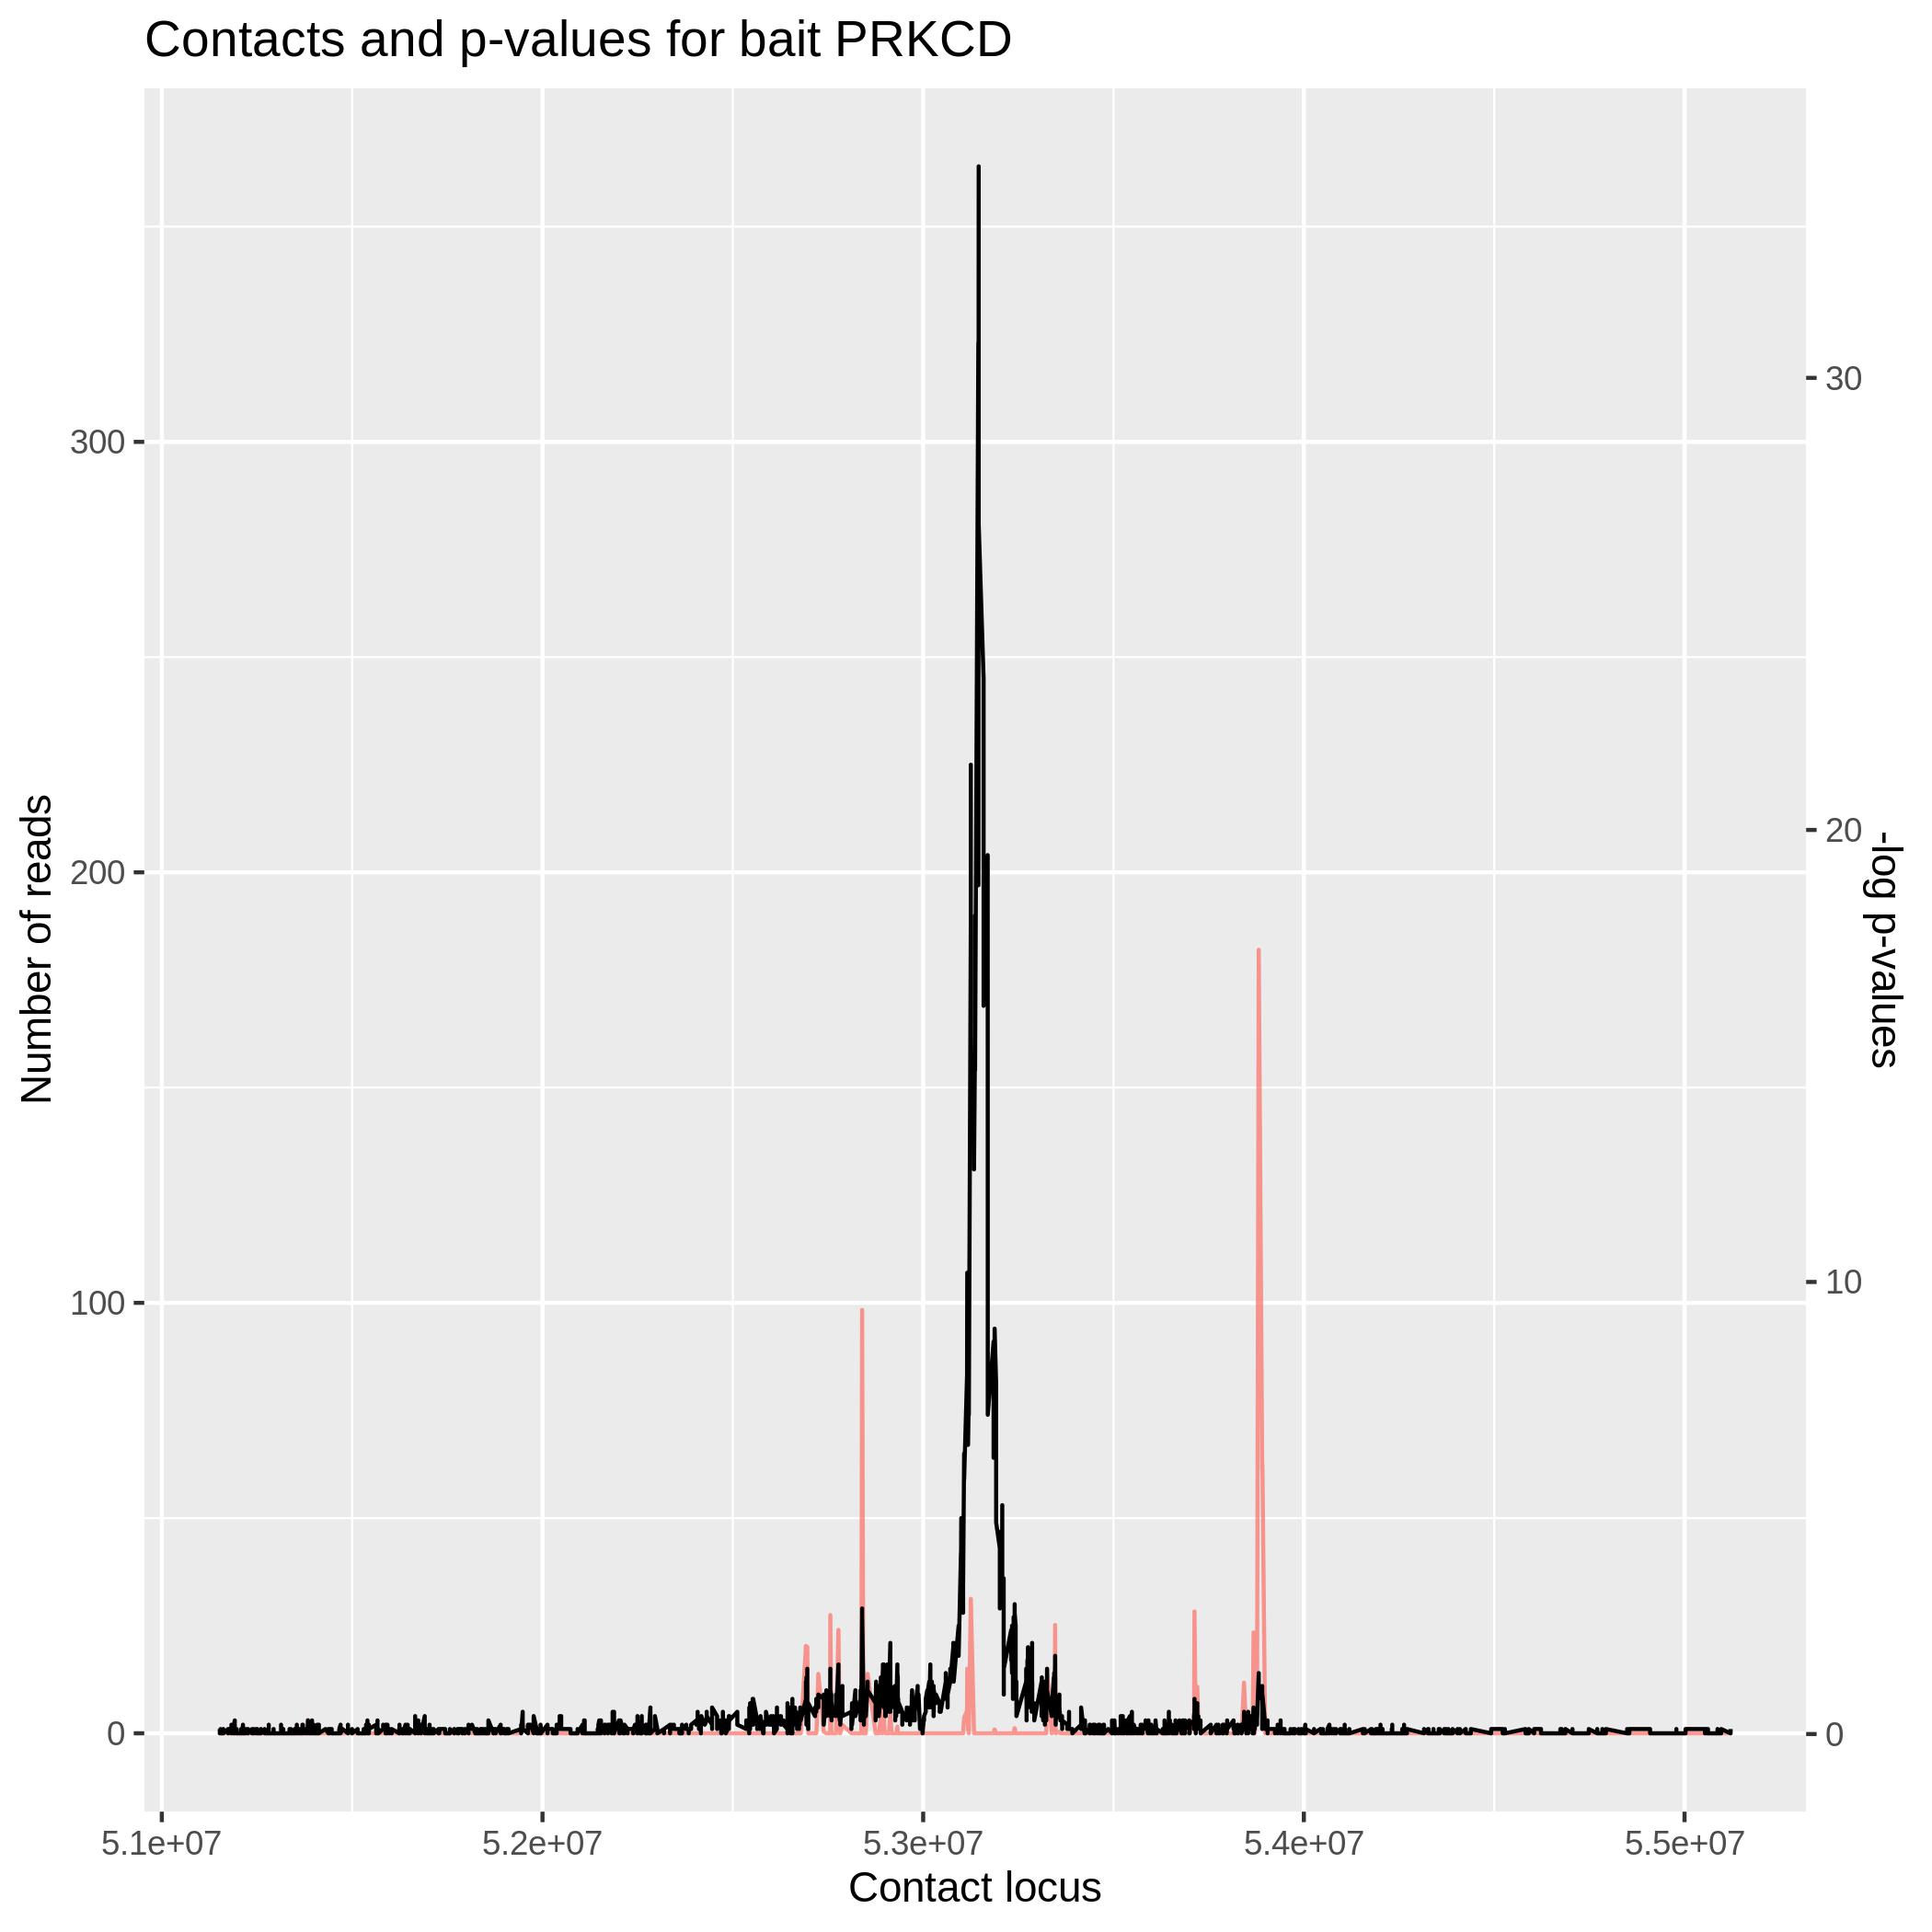 Contacts and p-values for bait PRKCD
Number of reads
300
200
100
0
30
20
10
0
-log p-values
5.1e+07
5.2e+07
5.3e+07
5.4e+07
5.5e+07
Contact locus